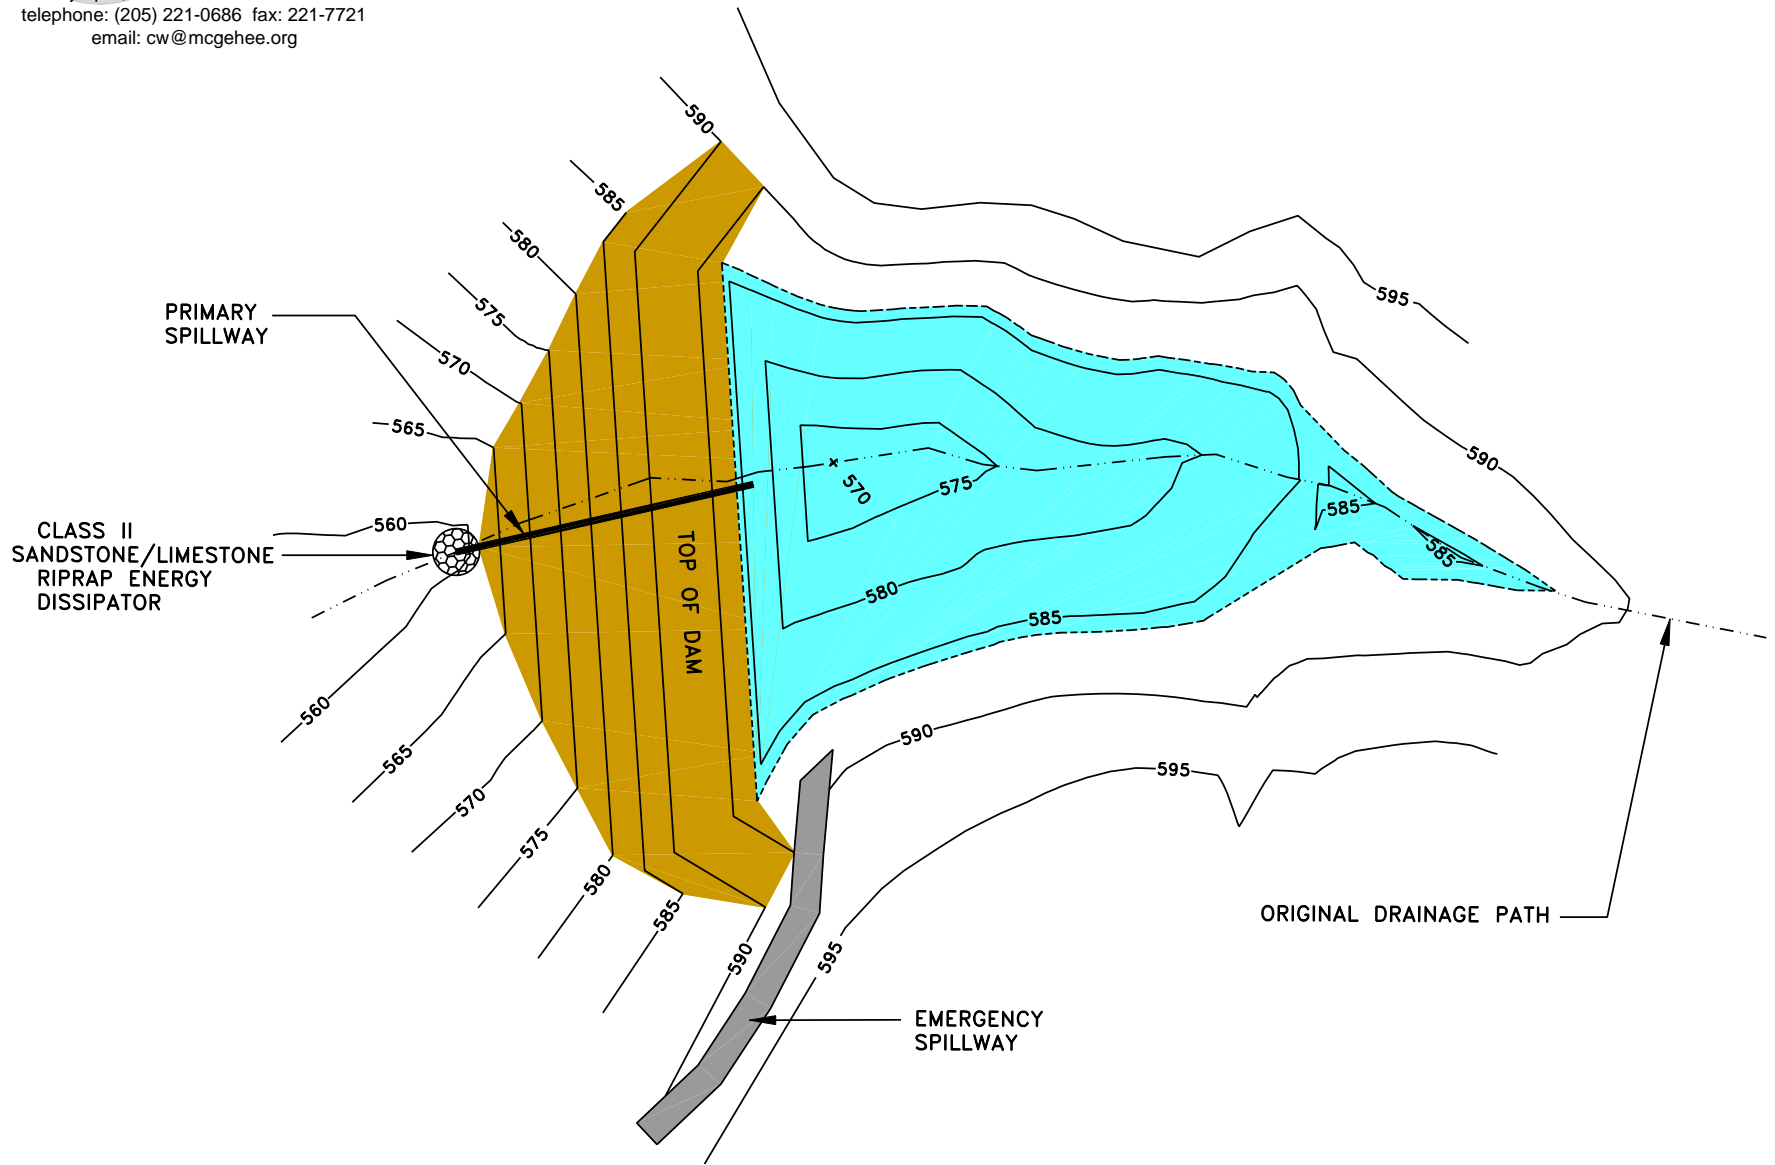 telephone: (205) 221-0686 fax: 221-7721
email: cw@mcgehee.org
590
585
580
575
570
565
560
PRIMARY
SPILLWAY
CLASS II
SANDSTONE/LIMESTONE
RIPRAP ENERGY
DISSIPATOR
595
590
570
575
585
585
580
585
TOP OF DAM
560
565
570
575
580
585
590
590
595
595
ORIGINAL DRAINAGE PATH
EMERGENCY
SPILLWAY